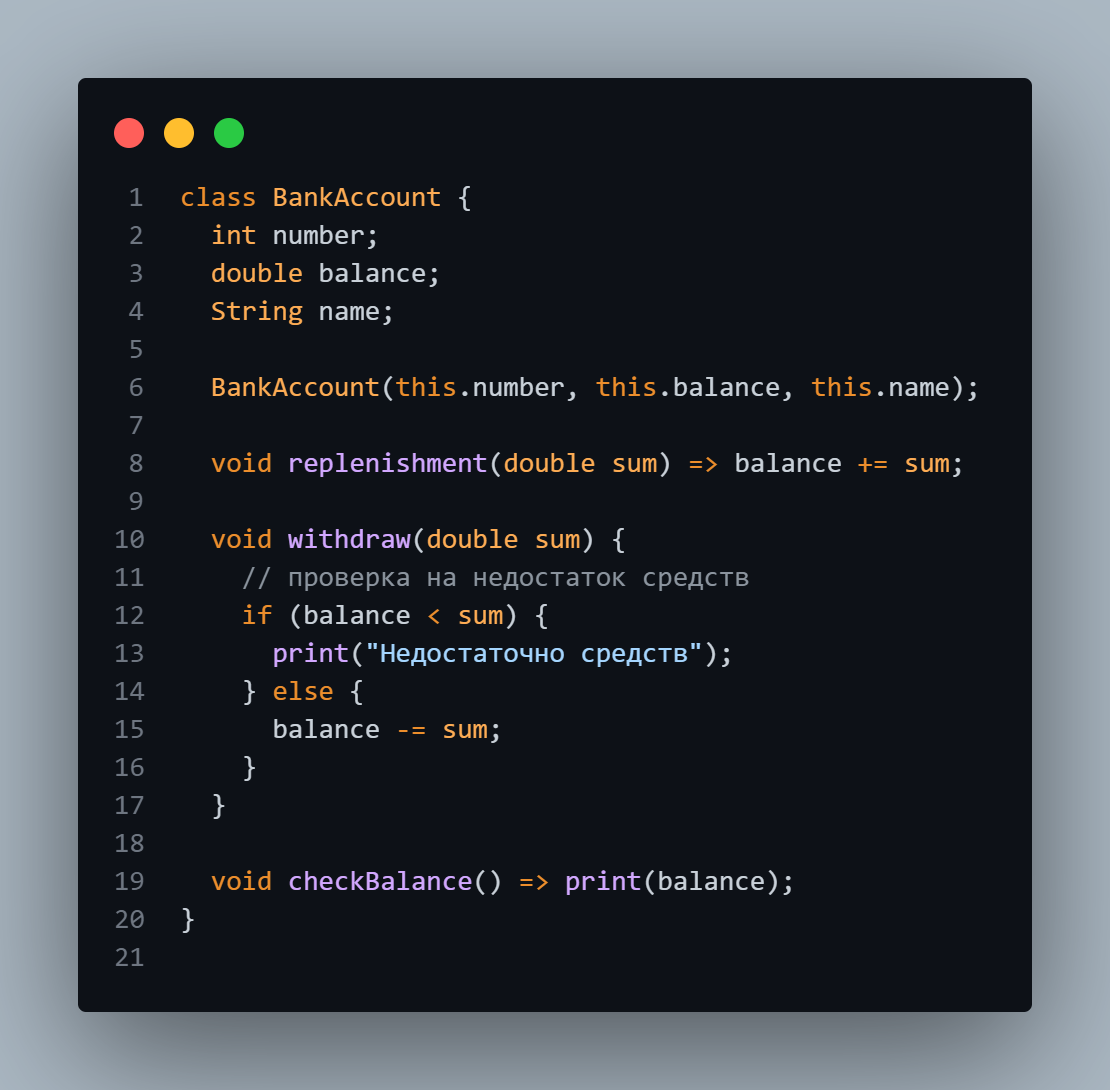 1 class BankAccount {
2   int number;
3   double balance;
4   String name;
5
6   BankAccount(this.number, this.balance, this.name);
7
8   void replenishment(double sum) => balance += sum;
9
10   void withdraw(double sum) {
11     // проверка на недостаток средств
12     if (balance < sum) {
13       print("Недостаточно средств");
14     } else {
15       balance -= sum;
16     }
17   }
18
19   void checkBalance() => print(balance);
20 }
21